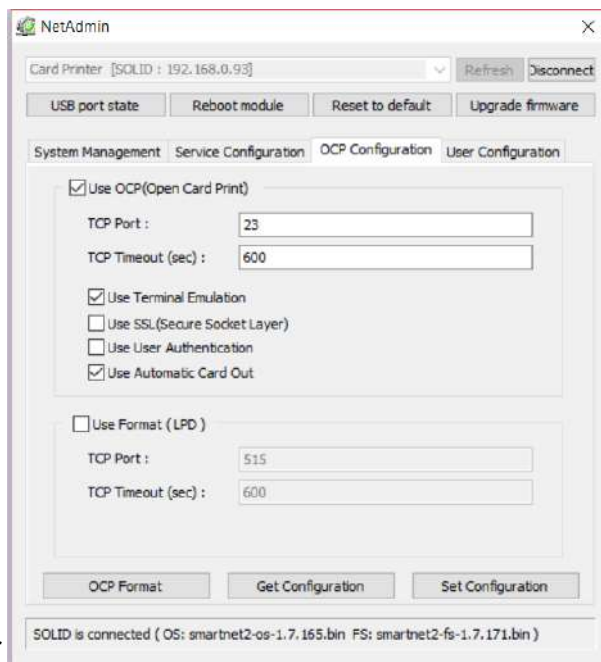 NetAdmin
Card Printer [SOLID : 192.168.0.93]
Refresh
Disconnect
USB port state
Reboot module
Reset to default
Upgrade firmware
System Management
Service Configuration
OCP Configuration
User Configuration
Use OCP(Open Card Print)
TCP Port :
23
TCP Timeout (sec) :
600
Use Terminal Emulation
Use SSL(Secure Socket Layer)
Use User Authentication
Use Automatic Card Out
Use Format ( LPD )
TCP Port :
515
TCP Timeout (sec) :
600
OCP Format
Get Configuration
Set Configuration
SOLID is connected ( OS: smartnet2-os-1.7.165.bin FS: smartnet2-fs-1.7.171.bin )